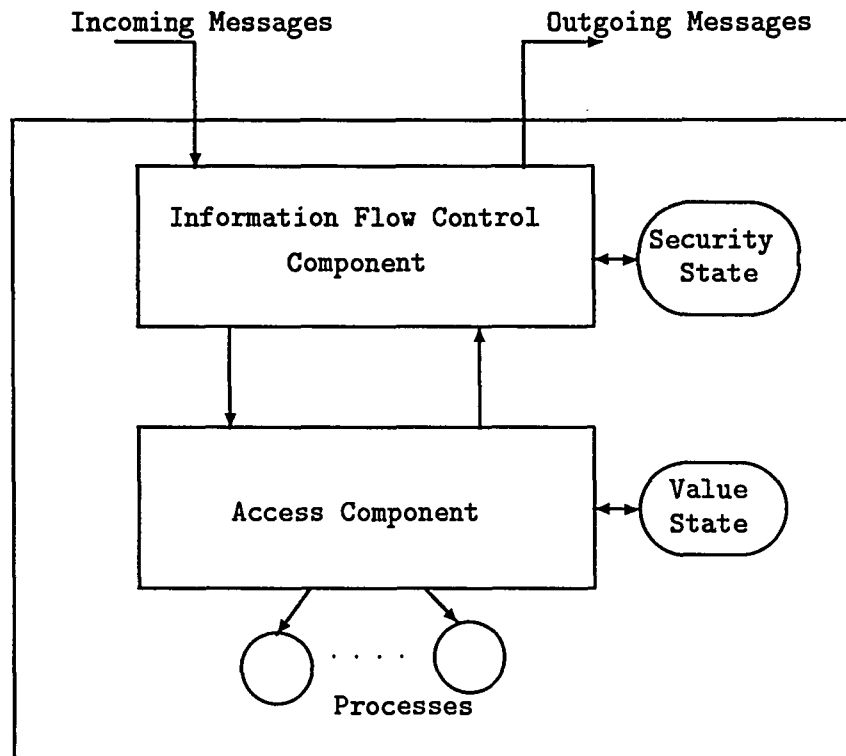 Incoming Messages
Outgoing Messages
Information Flow Control
Component
Security
State
Access Component
Value
State
. . . .
Processes